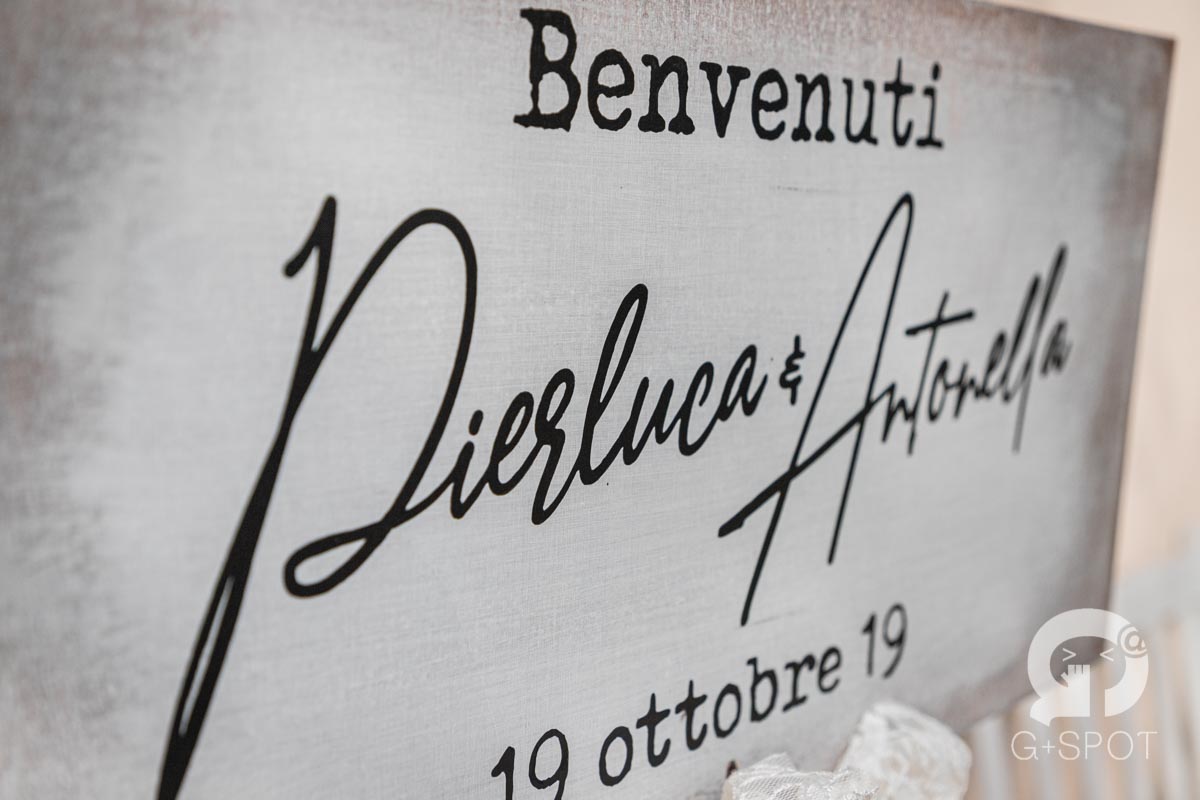 Benvenuti
Pierluca & Antonella
19 ottobre 19
G+SPOT